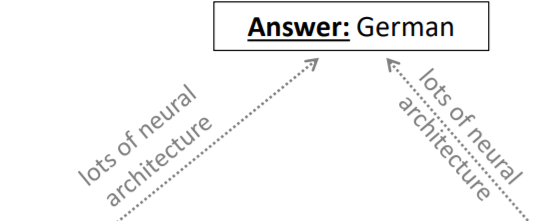 Answer: German
lots of neural
architecture
lots of neural
architecture